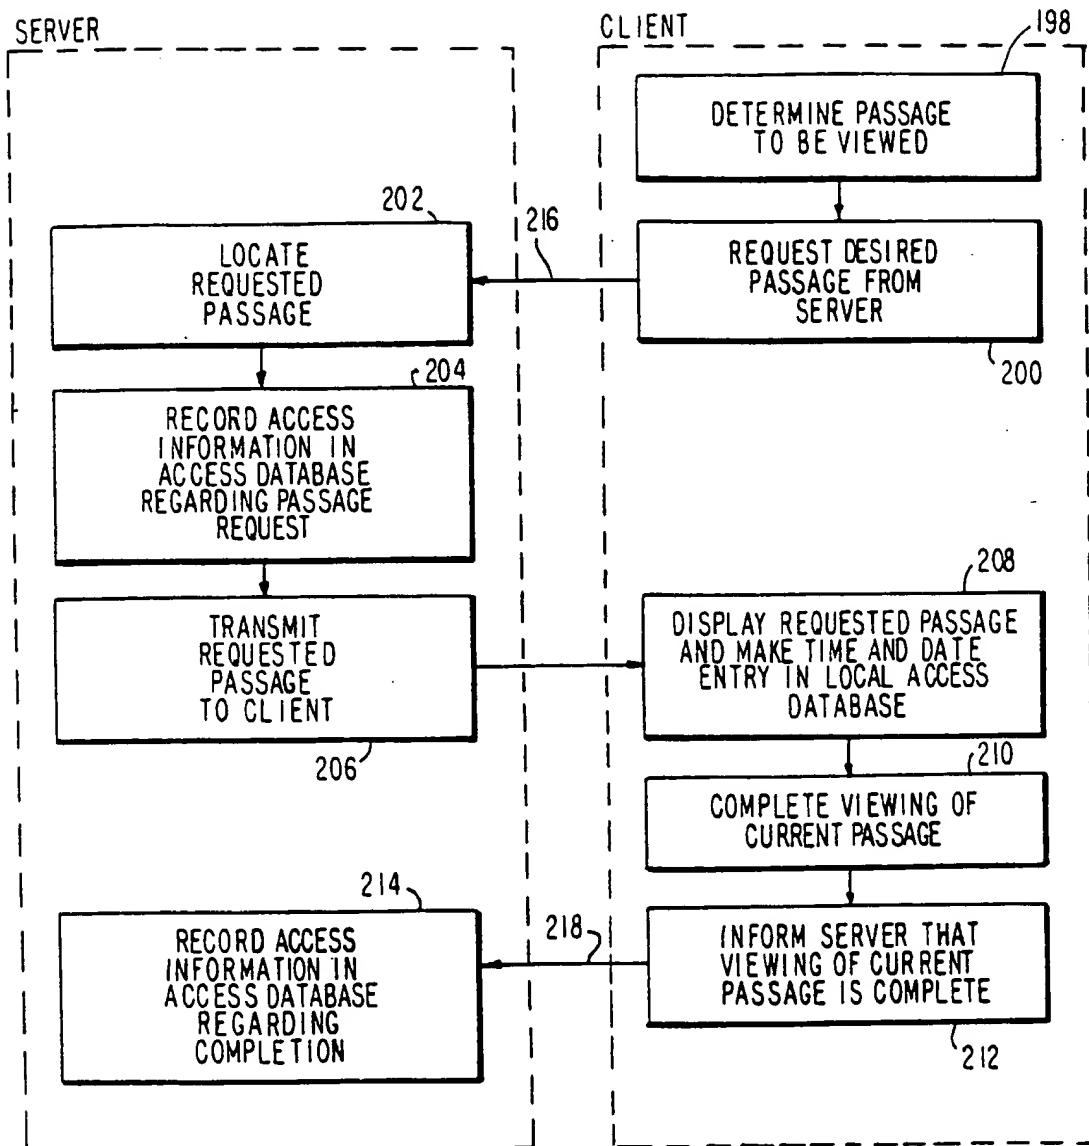 SERVER
CLIENT
198
DETERMINE PASSAGE
TO BE VIEWED
202
LOCATE
REQUESTED
PASSAGE
216
REQUEST DESIRED
PASSAGE FROM
SERVER
200
204
RECORD ACCESS
INFORMATION IN
ACCESS DATABASE
REGARDING PASSAGE
REQUEST
TRANSMIT
REQUESTED
PASSAGE
TO CLIENT
206
208
DISPLAY REQUESTED PASSAGE
AND MAKE TIME AND DATE
ENTRY IN LOCAL ACCESS
DATABASE
210
COMPLETE VIEWING OF
CURRENT PASSAGE
214
RECORD ACCESS
INFORMATION IN
ACCESS DATABASE
REGARDING
COMPLETION
218
INFORM SERVER THAT
VIEWING OF CURRENT
PASSAGE IS COMPLETE
212